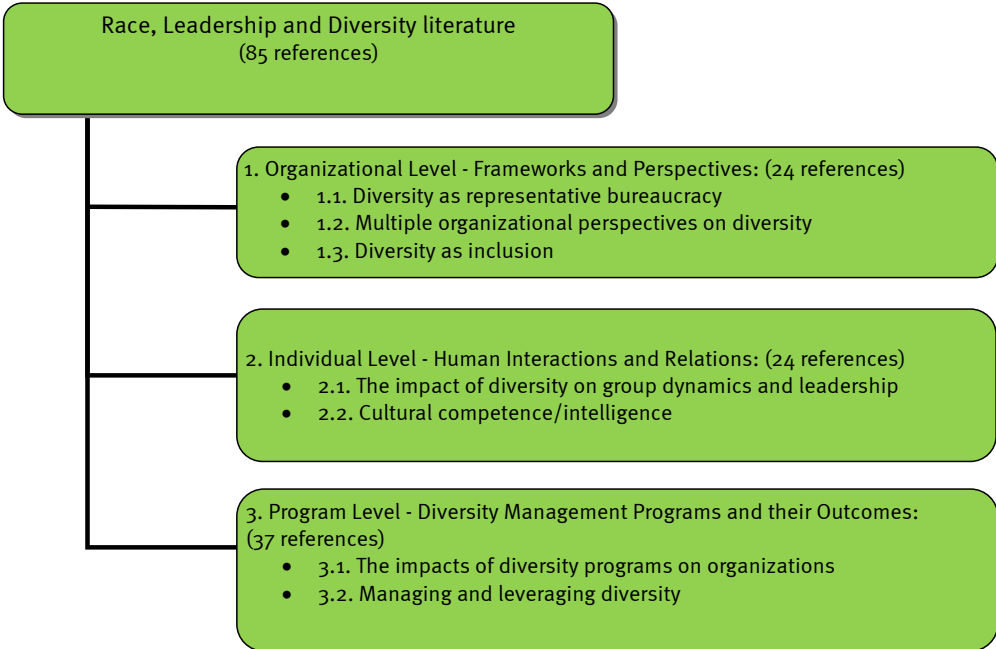 Race, Leadership and Diversity literature
(85 references)
1. Organizational Level - Frameworks and Perspectives: (24 references)
• 1.1. Diversity as representative bureaucracy
• 1.2. Multiple organizational perspectives on diversity
• 1.3. Diversity as inclusion
2. Individual Level - Human Interactions and Relations: (24 references)
• 2.1. The impact of diversity on group dynamics and leadership
• 2.2. Cultural competence/intelligence
3. Program Level - Diversity Management Programs and their Outcomes:
(37 references)
• 3.1. The impacts of diversity programs on organizations
• 3.2. Managing and leveraging diversity